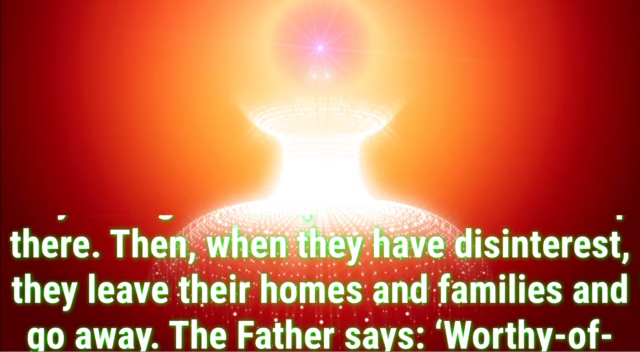 there. Then, when they have disinterest,
they leave their homes and families and
go away. The Father says: ‘Worthy-of-